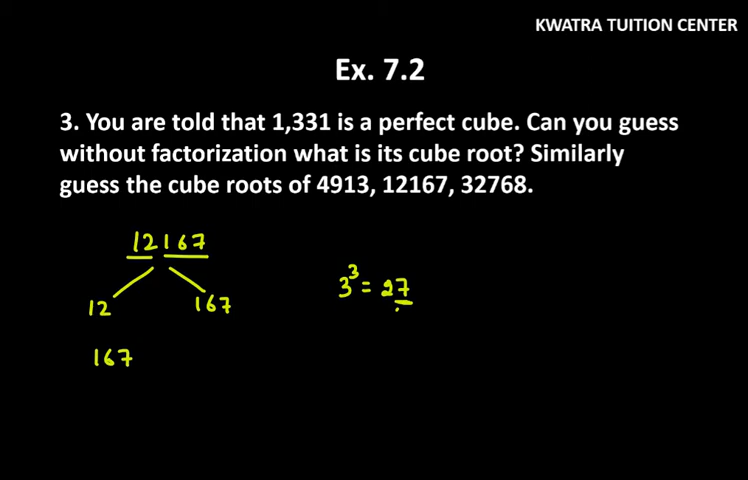 KWATRA TUITION CENTER
Ex. 7.2
3. You are told that 1,331 is a perfect cube. Can you guess
without factorization what is its cube root? Similarly
guess the cube roots of 4913, 12167, 32768.
12167
12 167
3³ = 27
167